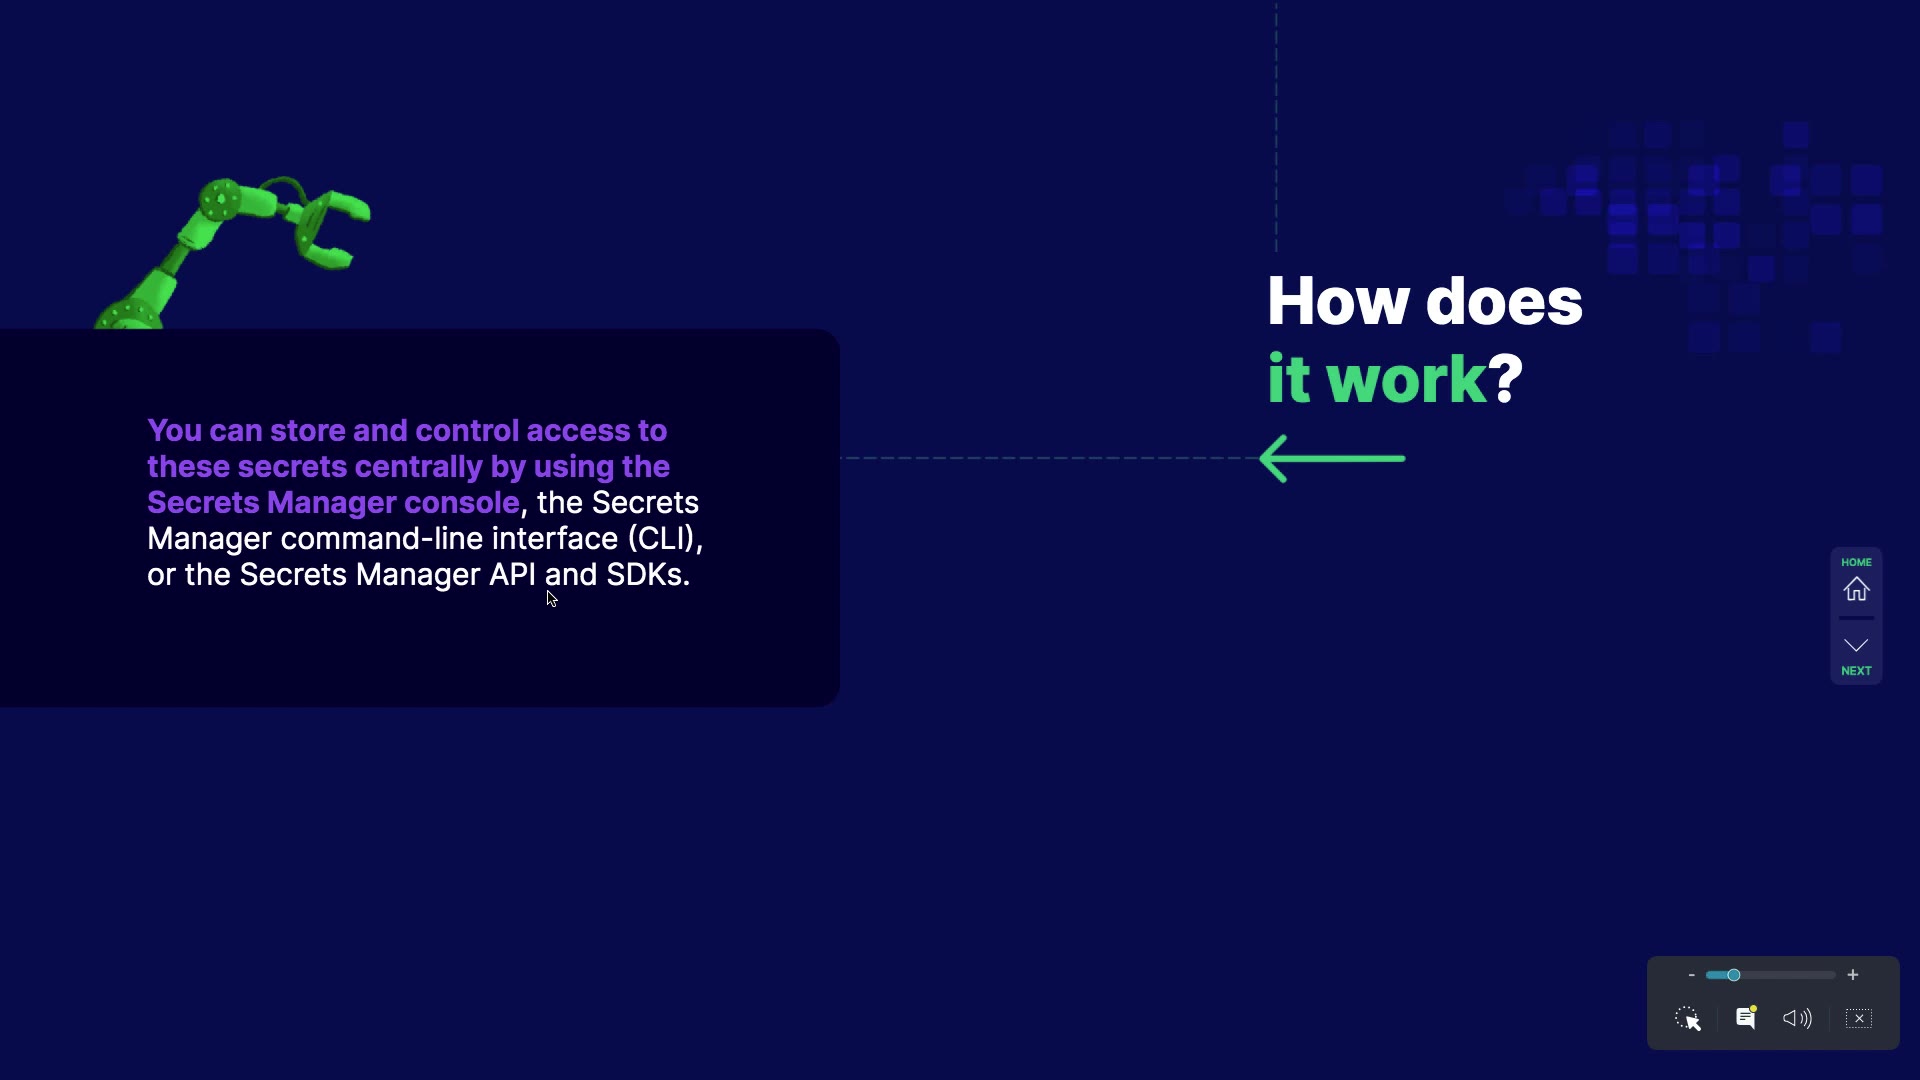 How does
it work?
You can store and control access to
these secrets centrally by using the
Secrets Manager console, the Secrets
Manager command-line interface (CLI),
or the Secrets Manager API and SDKs.
HOME
NEXT
- +